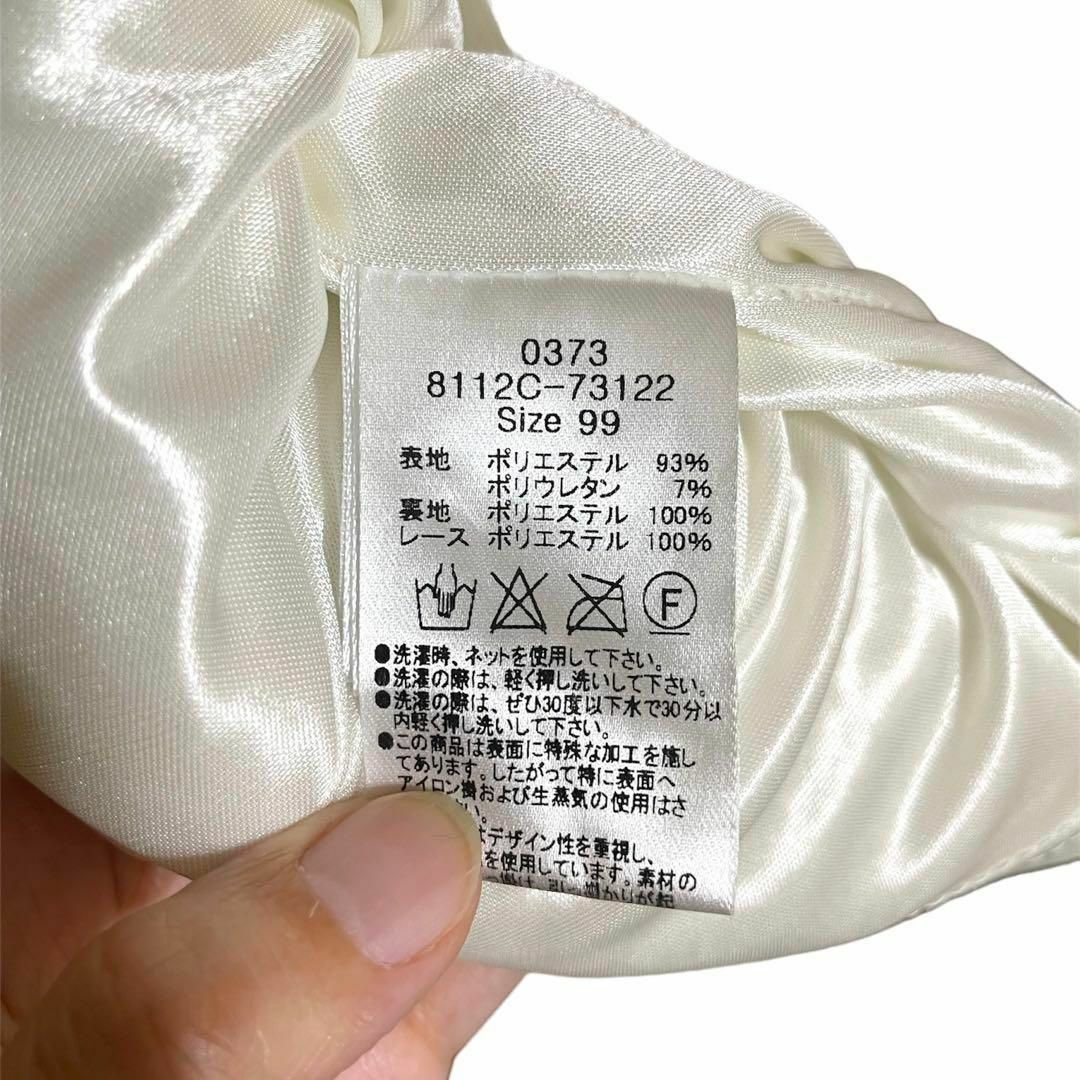 0373
8112C-73122
Size 99
表地 ポリエステル 93%
ポリウレタン 7%
裏地 ポリエステル 100%
レース ポリエステル 100%
F
●洗濯時、ネットを使用して下さい。
●洗濯の際は、軽く押し洗いして下さい。
●洗濯の際は、ぜひ30度以下水で30分以
内軽く押し洗いして下さい。
●この商品は表面に特殊な加工を施し
てあります。したがって特に表面へ
アイロン掛および生蒸気の使用はさ
い。
はデザイン性を重視し、
を使用しています。素材の